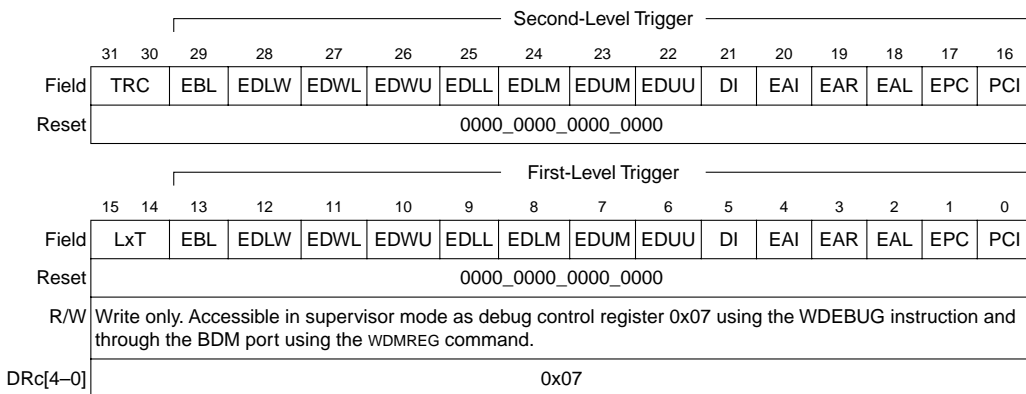 Second-Level Trigger
31 30 29 28 27 26 25 24 23 22 21 20 19 18 17 16
Field TRC EBL EDLW EDWL EDWU EDLL EDLM EDUM EDUU DI EAI EAR EAL EPC PCI
Reset 0000_0000_0000_0000
First-Level Trigger
15 14 13 12 11 10 9 8 7 6 5 4 3 2 1 0
Field LxT EBL EDLW EDWL EDWU EDLL EDLM EDUM EDUU DI EAI EAR EAL EPC PCI
Reset 0000_0000_0000_0000
R/W Write only. Accessible in supervisor mode as debug control register 0x07 using the WDEBUG instruction and
through the BDM port using the WDMREG command.
DRc[4–0] 0x07